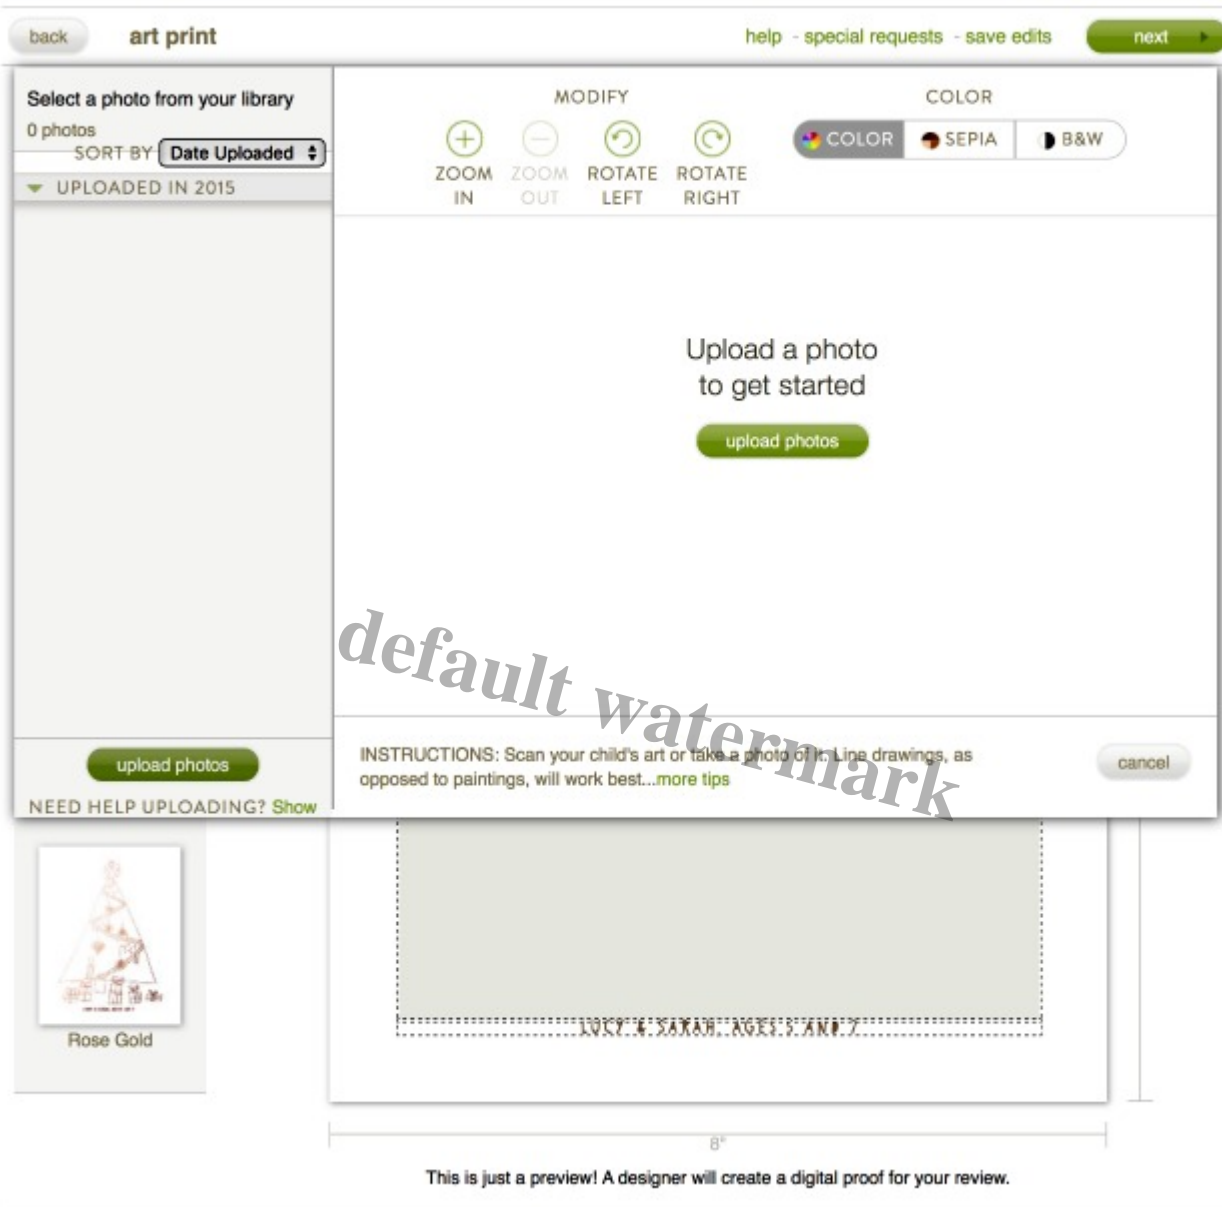 back
art print
help - special requests - save edits
next
Select a photo from your library
0 photos
SORT BY Date Uploaded
UPLOADED IN 2015
MODIFY
COLOR
ZOOM IN
ZOOM OUT
ROTATE LEFT
ROTATE RIGHT
COLOR
SEPIA
B&W
Upload a photo
to get started
upload photos
default watermark
INSTRUCTIONS: Scan your child's art or take a photo of it. Line drawings, as
opposed to paintings, will work best...more tips
cancel
upload photos
NEED HELP UPLOADING? Show
Rose Gold
LUCY & SARAH, AGES 5 AND 7
8"
This is just a preview! A designer will create a digital proof for your review.